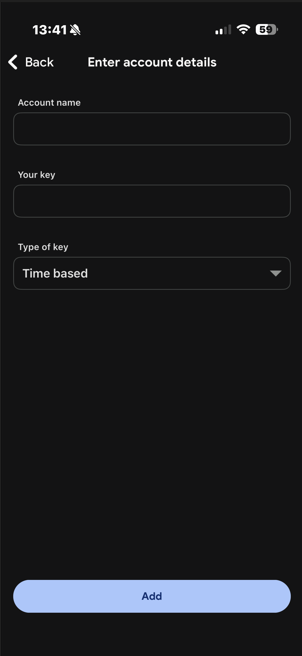 13:41 59
Back Enter account details
Account name
Your key
Type of key
Time based
Add